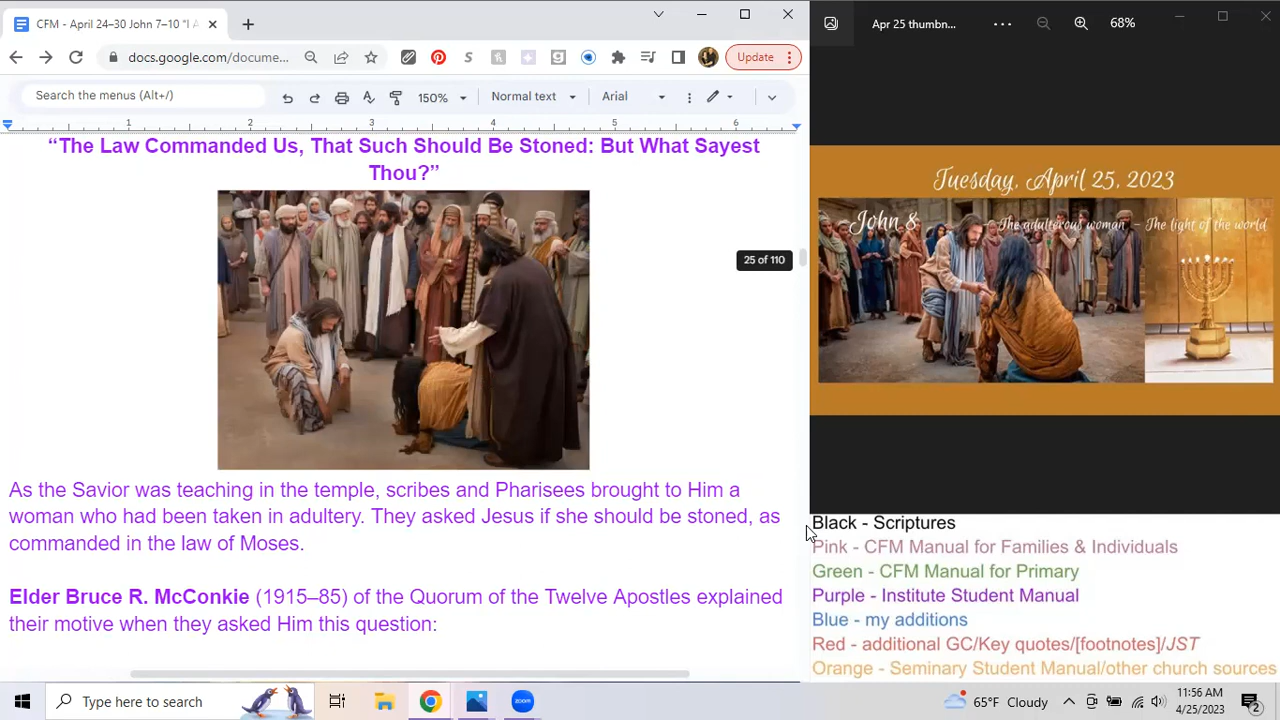 CFM - April 24–30 John 7–10 "I A
docs.google.com/docume...
Update
Search the menus (Alt+/)
150%
Normal text
Arial
1 2 3 4 5 6
“The Law Commanded Us, That Such Should Be Stoned: But What Sayest
Thou?”
25 of 110
As the Savior was teaching in the temple, scribes and Pharisees brought to Him a
woman who had been taken in adultery. They asked Jesus if she should be stoned, as
commanded in the law of Moses.
Elder Bruce R. McConkie (1915–85) of the Quorum of the Twelve Apostles explained
their motive when they asked Him this question:
Apr 25 thumbn...
68%
Tuesday, April 25, 2023
John 8
The adulterous woman - The light of the world
Black - Scriptures
Pink - CFM Manual for Families & Individuals
Green - CFM Manual for Primary
Purple - Institute Student Manual
Blue - my additions
Red - additional GC/Key quotes/[footnotes]/JST
Orange - Seminary Student Manual/other church sources
Type here to search
zoom
65°F Cloudy
11:56 AM
4/25/2023
2